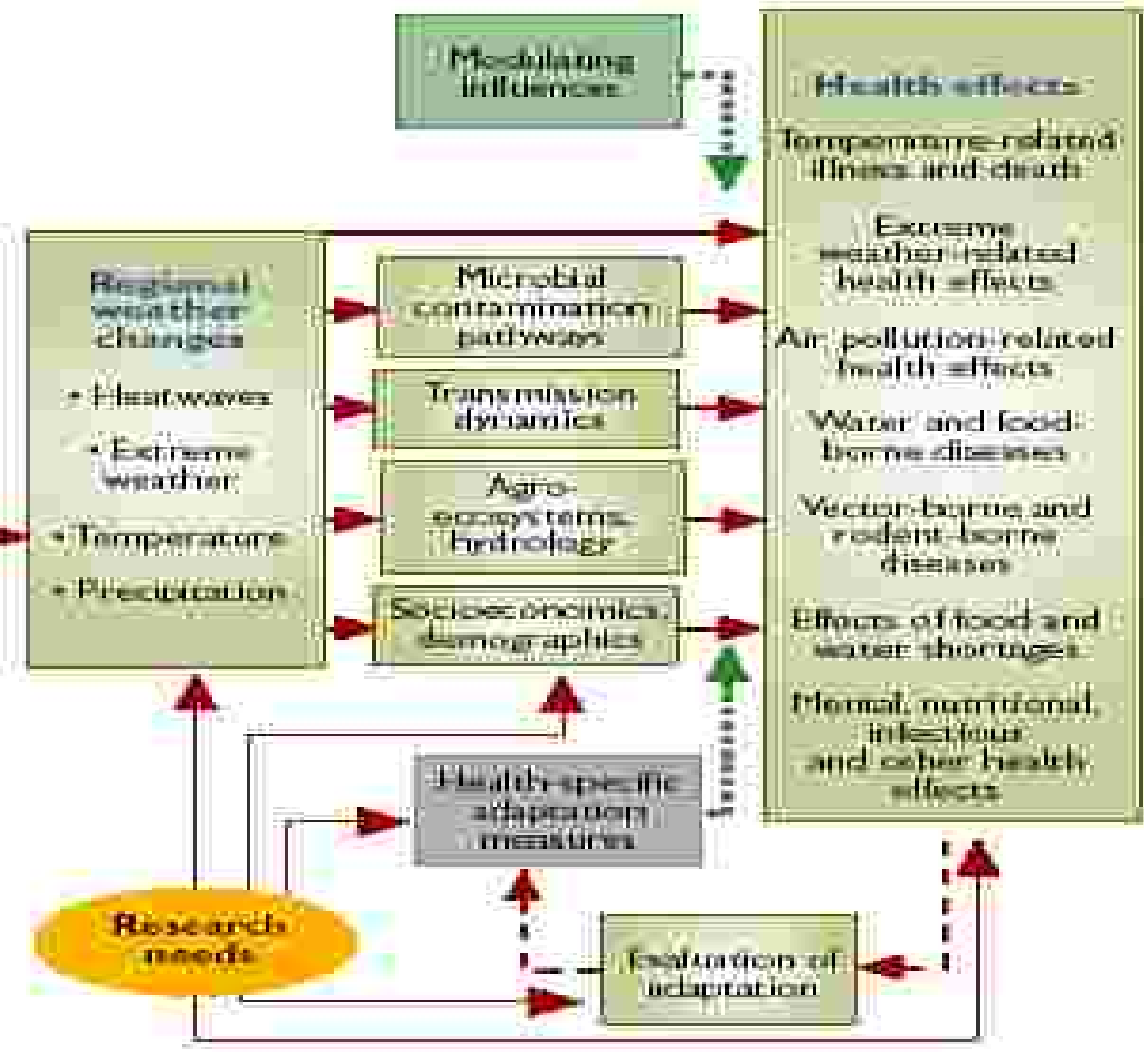 Modulating
influences
Health effects
Temperature-related
illness and death
Extreme
weather-related
health effects
Air pollution-related
health effects
Water and food-
borne diseases
Vector-borne and
rodent-borne
diseases
Effects of food and
water shortages
Mental, nutritional,
infectious
and other health
effects
Regional
weather
changes
• Heatwaves
• Extreme
weather
• Temperature
• Precipitation
Microbial
contamination
pathways
Transmission
dynamics
Agro-
ecosystems,
hydrology
Socioeconomics,
demographics
Health-specific
adaptation
measures
Research
needs
Evaluation of
adaptation